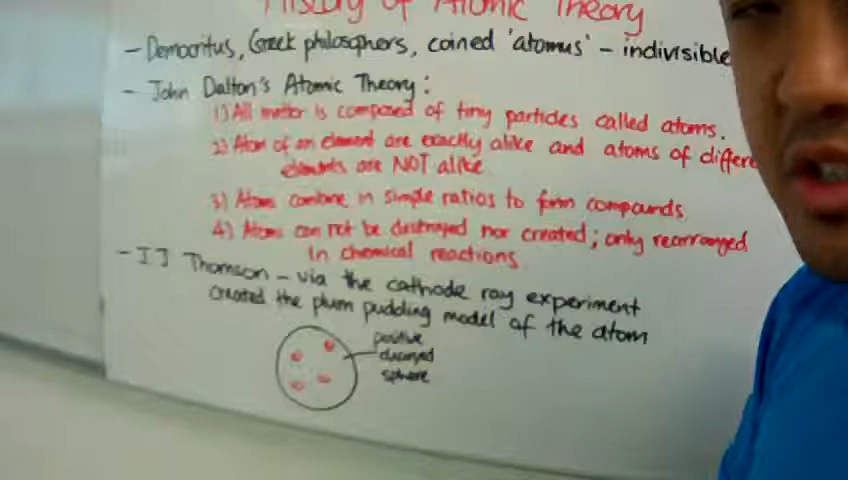 History of Atomic Theory
- Democritus, Greek philosophers, coined 'atomus' - indivisible
- John Dalton's Atomic Theory:
1) All matter is composed of tiny particles called atoms.
2) Atom of an element are exactly alike and atoms of differe
elements are NOT alike.
3) Atoms combine in simple ratios to form compounds.
4) Atoms can not be destroyed nor created; only rearranged
in chemical reactions
- JJ Thomson - via the cathode ray experiment
created the plum pudding model of the atom
positive
charged
sphere